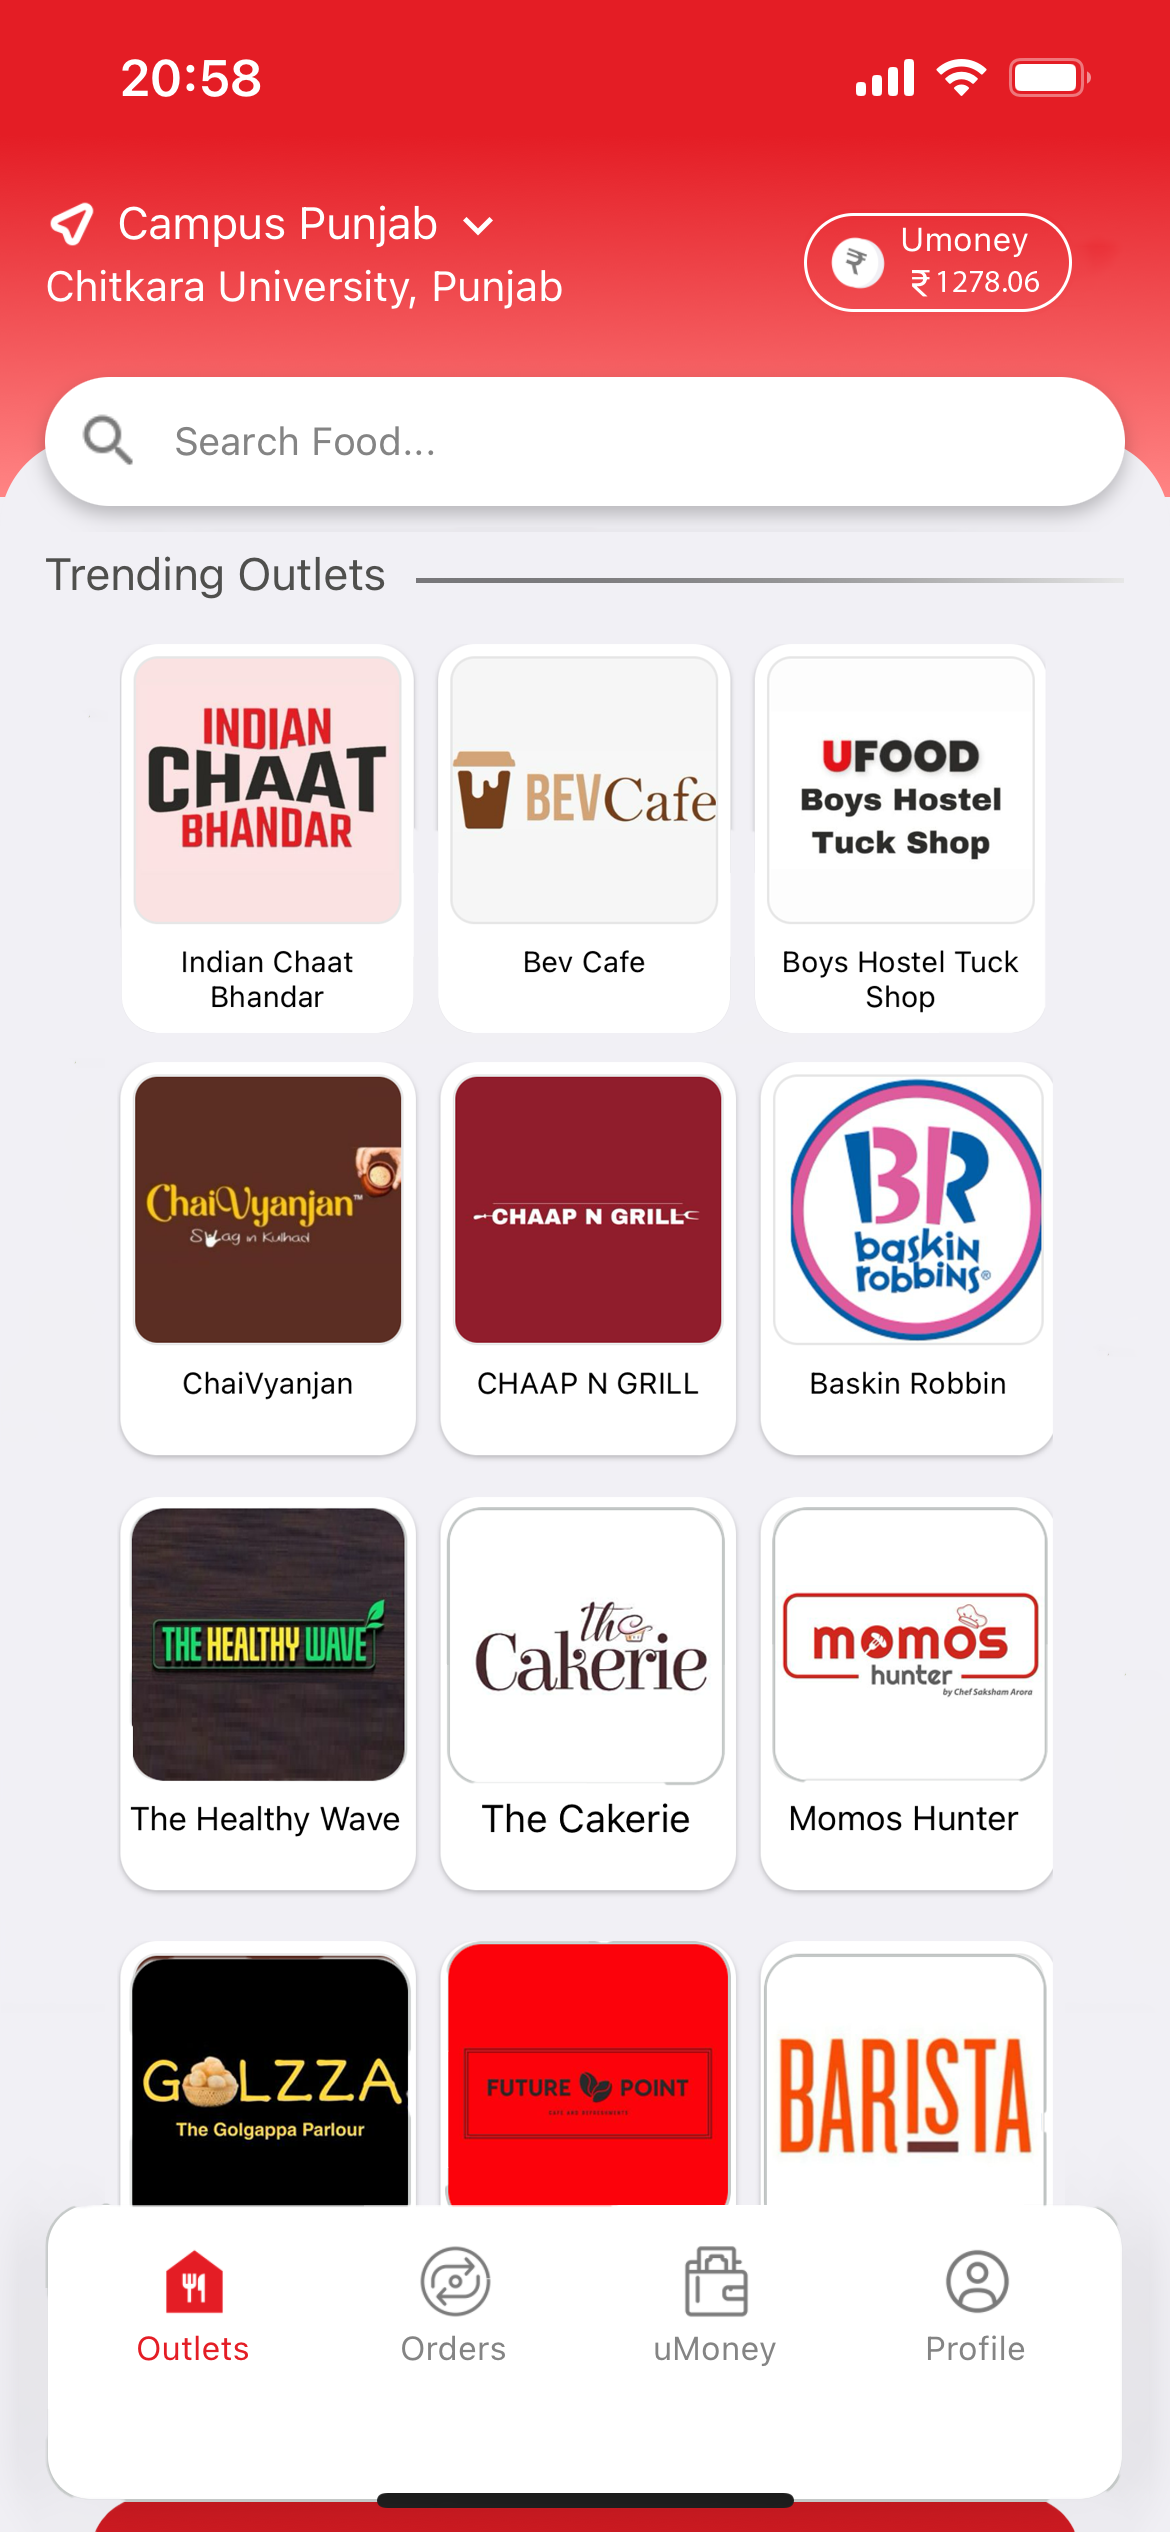 20:58
Campus Punjab
Chitkara University, Punjab
Umoney
₹1278.06
Search Food...
Trending Outlets
INDIAN
CHAAT
BHANDAR
BEVCafe
UFOOD
Boys Hostel
Tuck Shop
Indian Chaat
Bhandar
Bev Cafe
Boys Hostel Tuck
Shop
ChaiVyanjan™
Swag in Kulhad
CHAAP N GRILL
BR
baskin
robbins®
ChaiVyanjan
CHAAP N GRILL
Baskin Robbin
THE HEALTHY WAVE
the
Cakerie
momos
hunter
by Chef Saksham Arora
The Healthy Wave
The Cakerie
Momos Hunter
GOLZZA
The Golgappa Parlour
FUTURE POINT
CAFE AND REFRESHMENTS
BARISTA
Outlets
Orders
uMoney
Profile